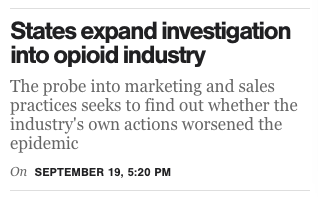 States expand investigation
into opioid industry
The probe into marketing and sales
practices seeks to find out whether the
industry's own actions worsened the
epidemic
On SEPTEMBER 19, 5:20 PM